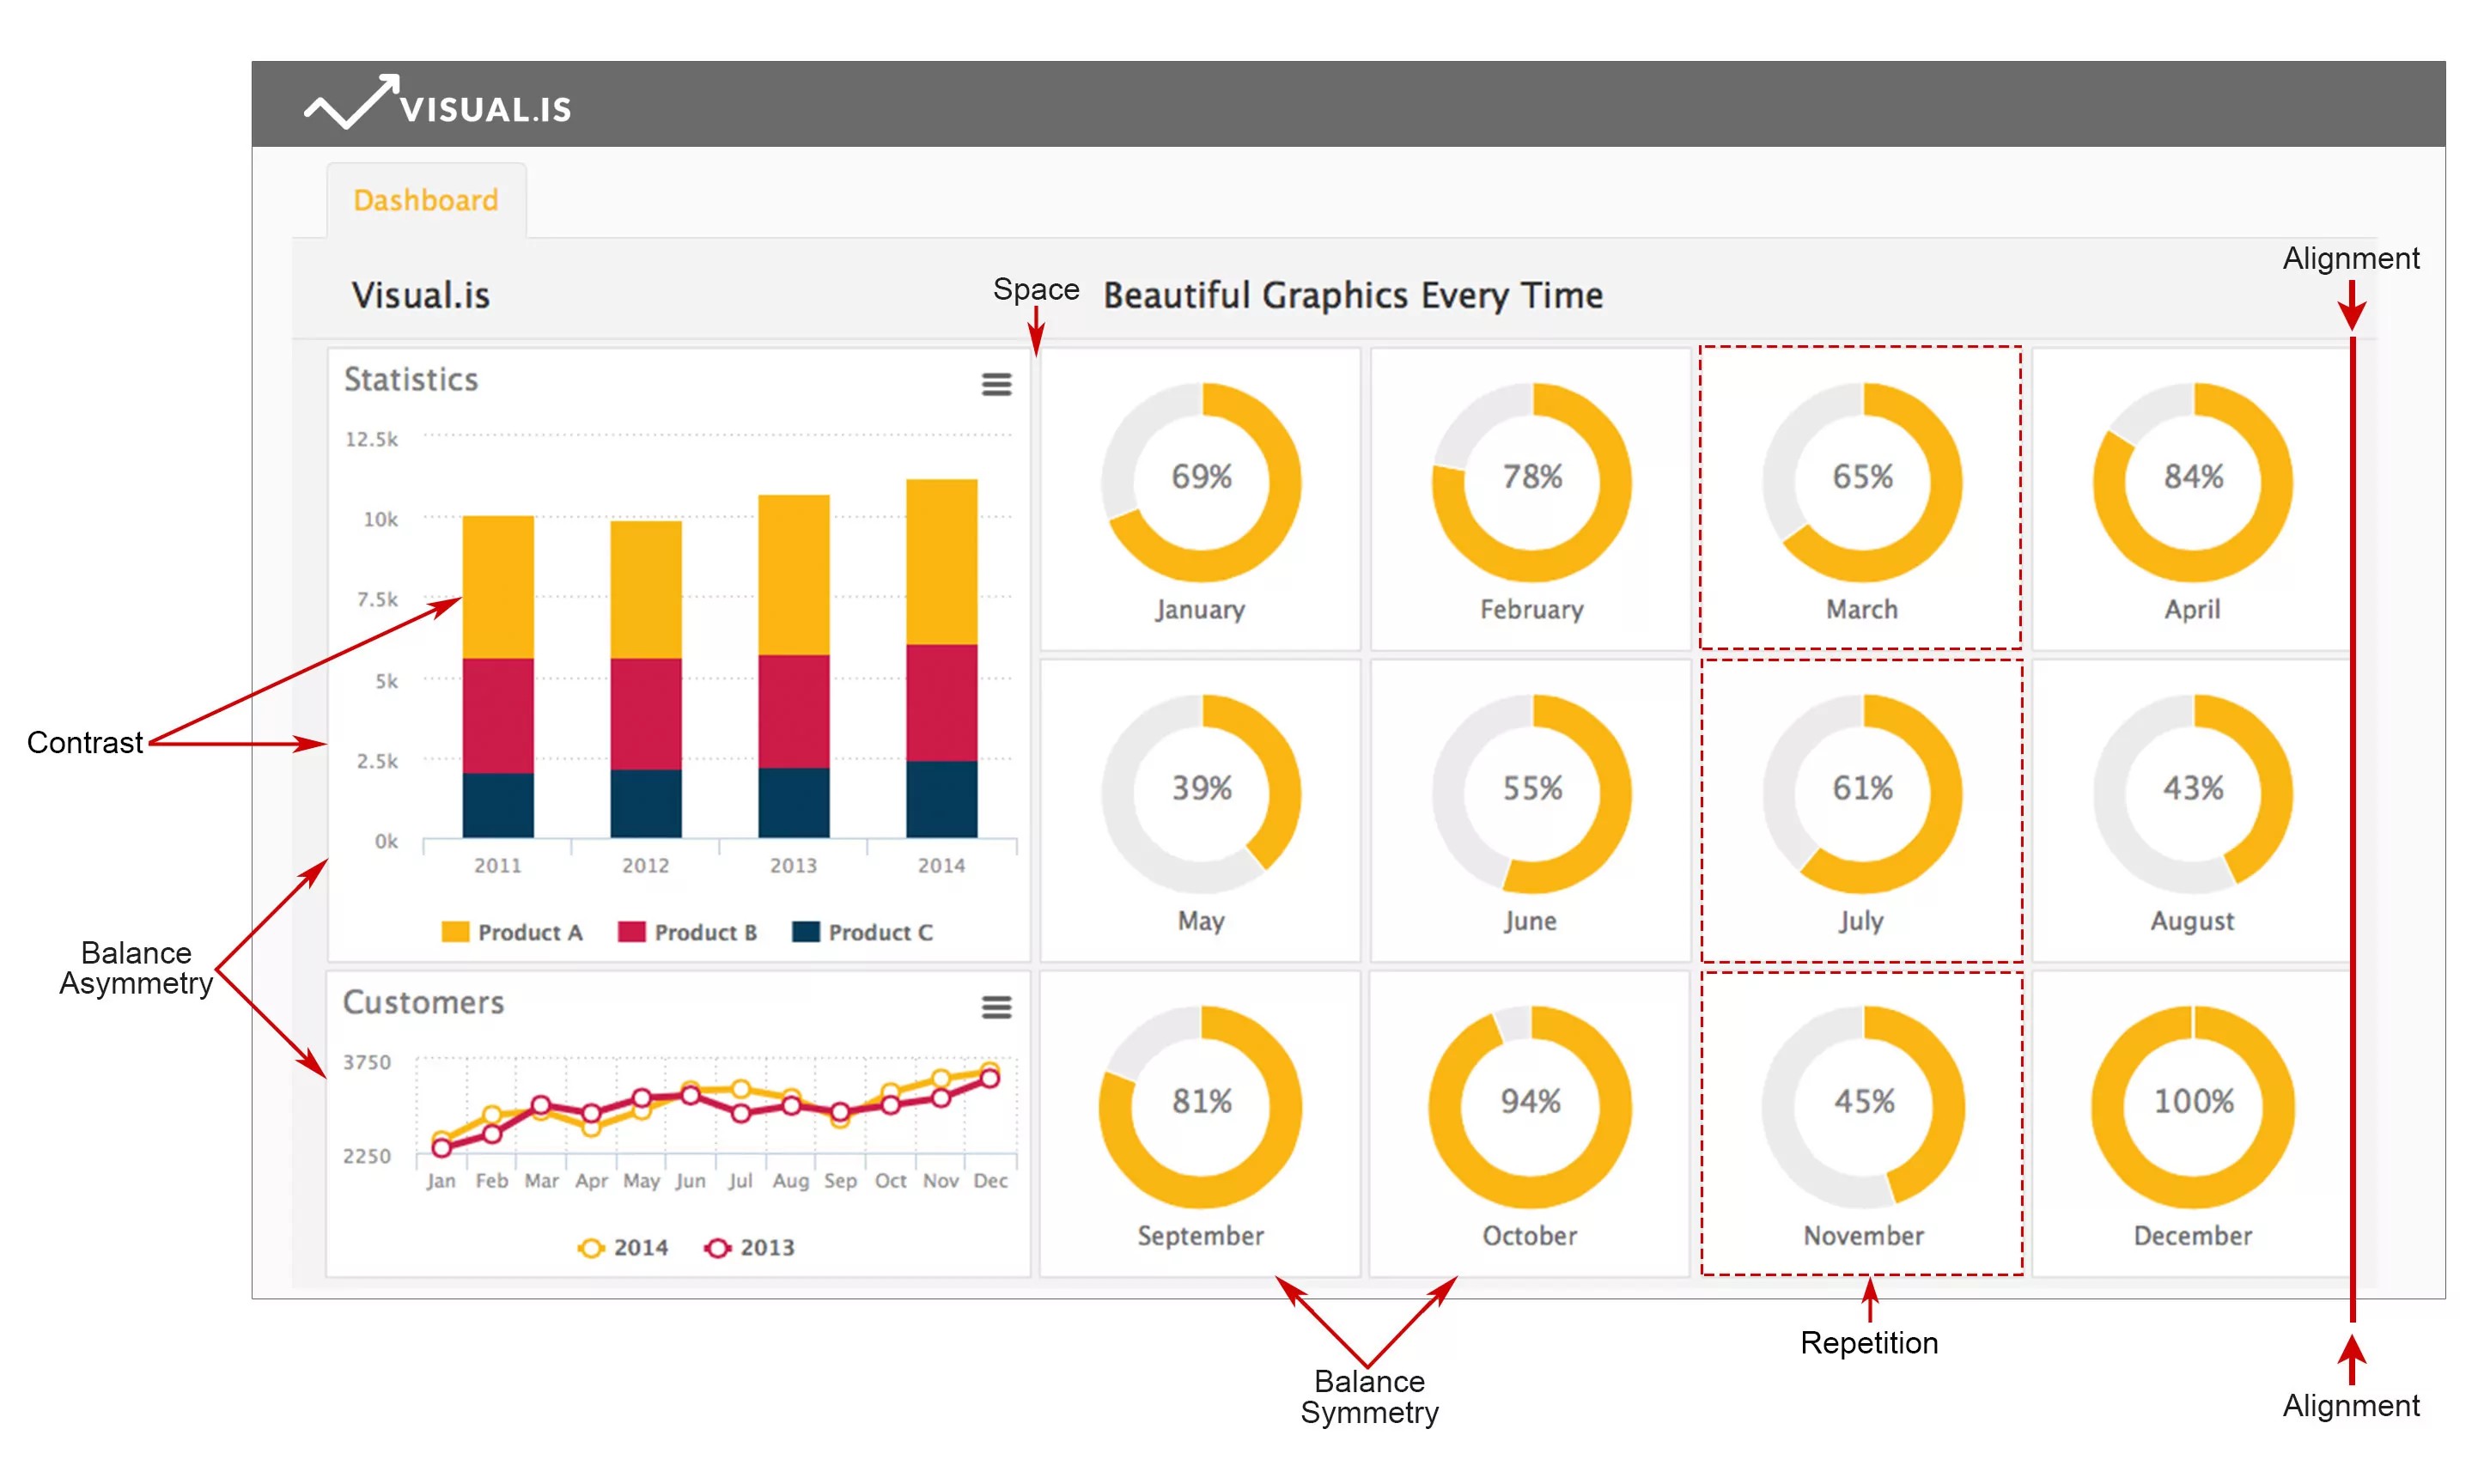 VISUAL.IS
Dashboard
Alignment
Visual.is
Space
Beautiful Graphics Every Time
Statistics
12.5k
10k
7.5k
5k
2.5k
0k
2011 2012 2013 2014
Product A Product B Product C
Contrast
Balance
Asymmetry
Customers
3750
2250
Jan Feb Mar Apr May Jun Jul Aug Sep Oct Nov Dec
2014 2013
69% 78% 65% 84%
January February March April
39% 55% 61% 43%
May June July August
81% 94% 45% 100%
September October November December
Balance
Symmetry
Repetition
Alignment